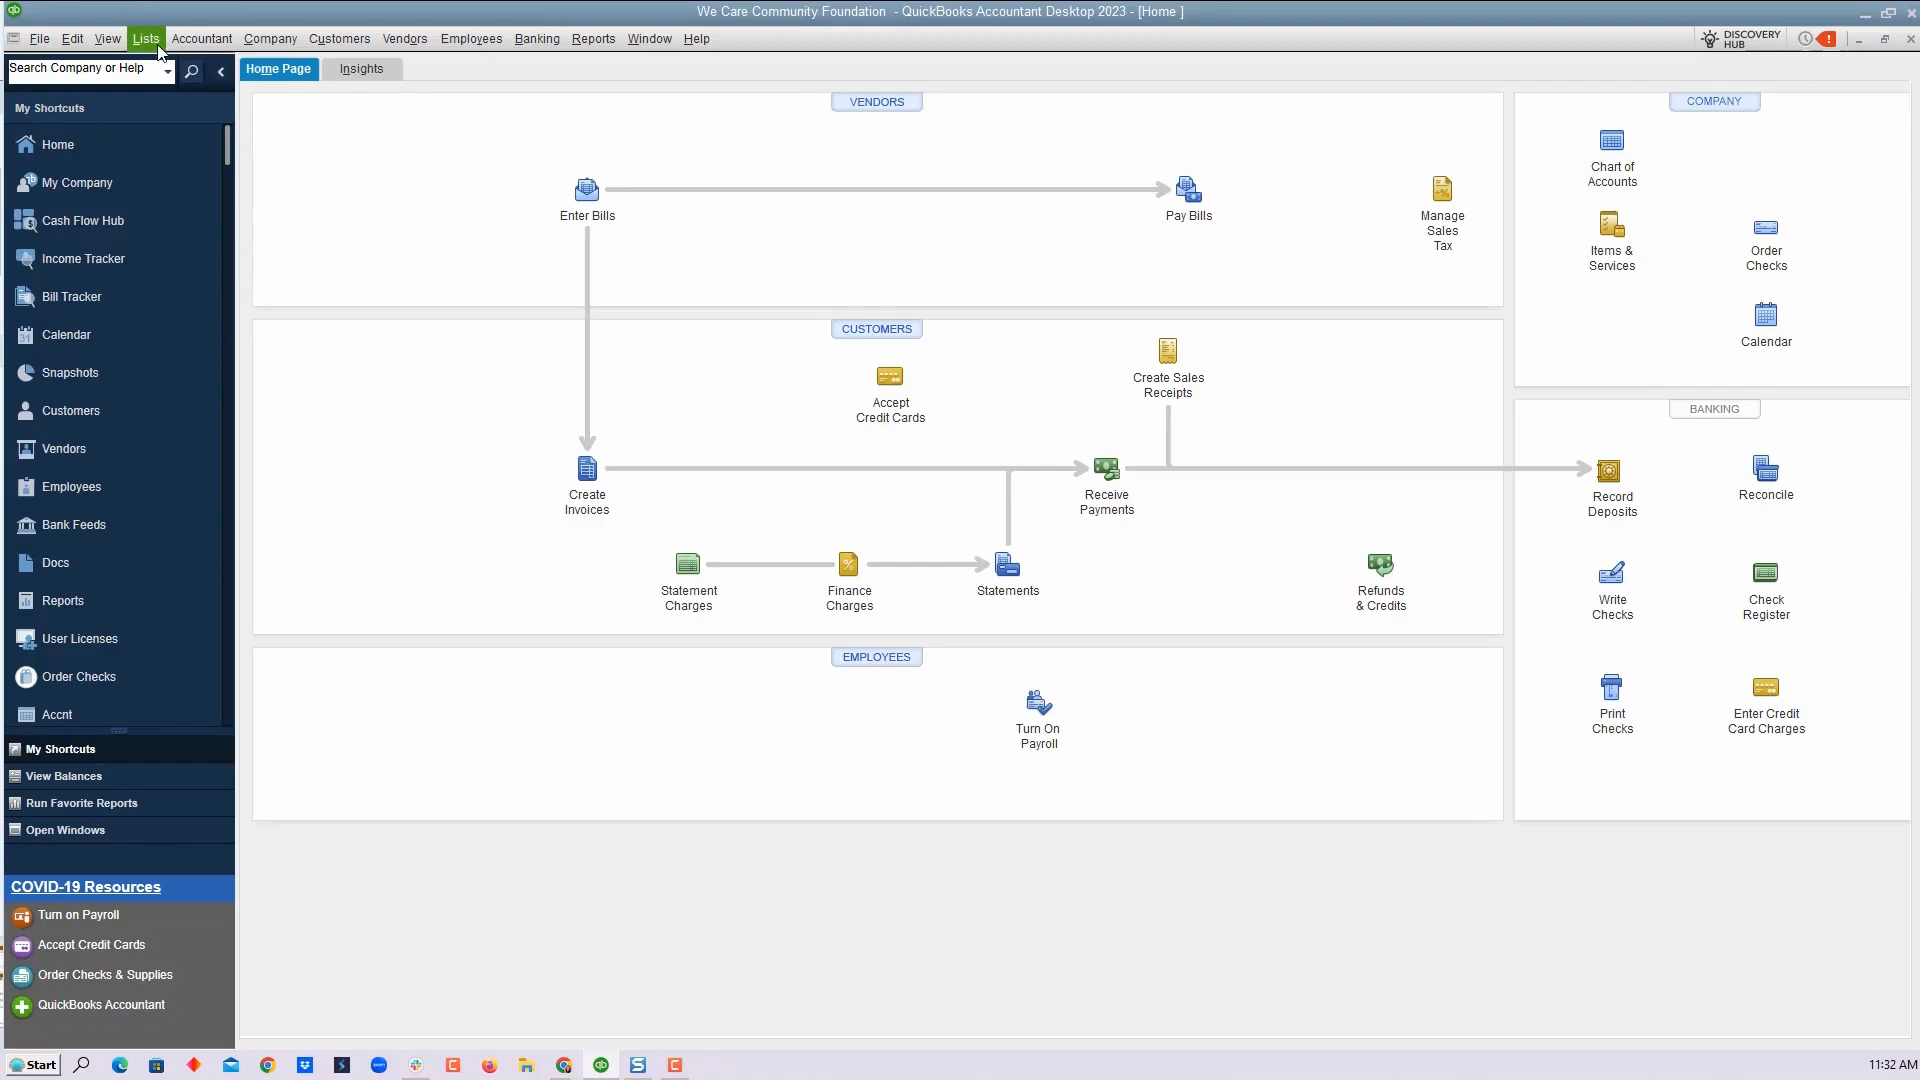 We Care Community Foundation - QuickBooks Accountant Desktop 2023 - [Home ]
File Edit View Lists Accountant Company Customers Vendors Employees Banking Reports Window Help
DISCOVERY
HUB
Search Company or Help
My Shortcuts
Home
My Company
Cash Flow Hub
Income Tracker
Bill Tracker
Calendar
Snapshots
Customers
Vendors
Employees
Bank Feeds
Docs
Reports
User Licenses
Order Checks
Accnt
My Shortcuts
View Balances
Run Favorite Reports
Open Windows
COVID-19 Resources
Turn on Payroll
Accept Credit Cards
Order Checks & Supplies
QuickBooks Accountant
Home Page
Insights
VENDORS
Enter Bills
Pay Bills
Manage
Sales
Tax
CUSTOMERS
Accept
Credit Cards
Create Sales
Receipts
Create
Invoices
Receive
Payments
Statement
Charges
Finance
Charges
Statements
Refunds
& Credits
EMPLOYEES
Turn On
Payroll
COMPANY
Chart of
Accounts
Items &
Services
Order
Checks
Calendar
BANKING
Record
Deposits
Reconcile
Write
Checks
Check
Register
Print
Checks
Enter Credit
Card Charges
Start
11:32 AM